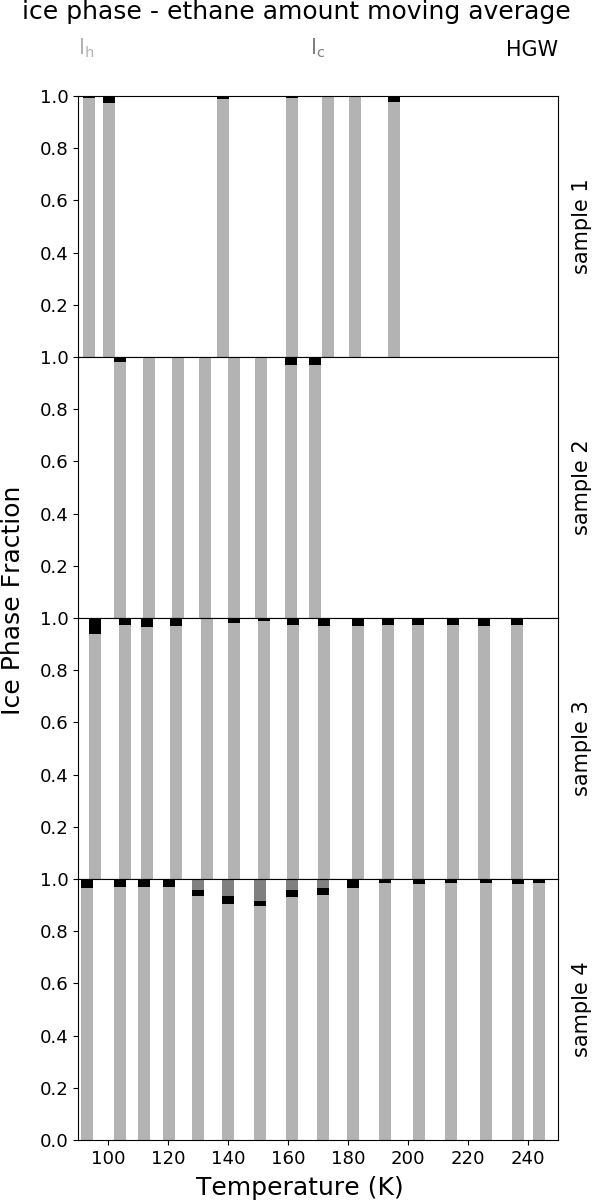 ice phase - ethane amount moving average
Ih Ic HGW
1.0
0.8
0.6
0.4
0.2
sample 1
1.0
0.8
0.6
0.4
0.2
sample 2
1.0
0.8
0.6
0.4
0.2
sample 3
1.0
0.8
0.6
0.4
0.2
0.0
sample 4
Ice Phase Fraction
100 120 140 160 180 200 220 240
Temperature (K)